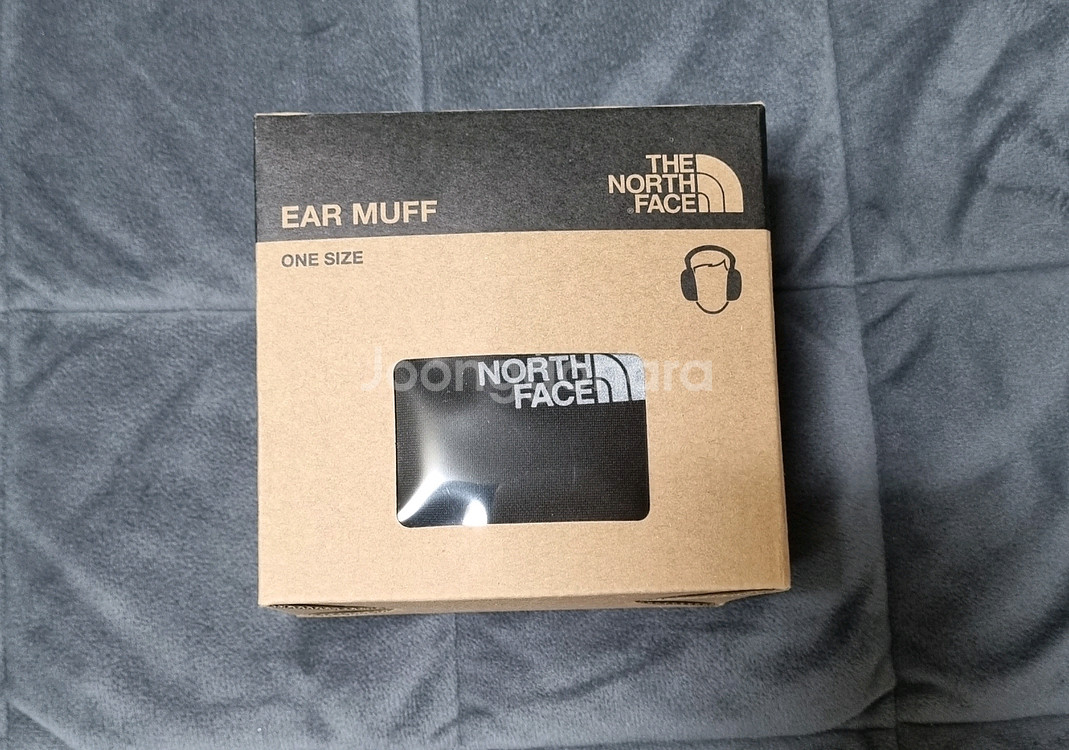 THE
NORTH
FACE
EAR MUFF
ONE SIZE
NORTH
FACE